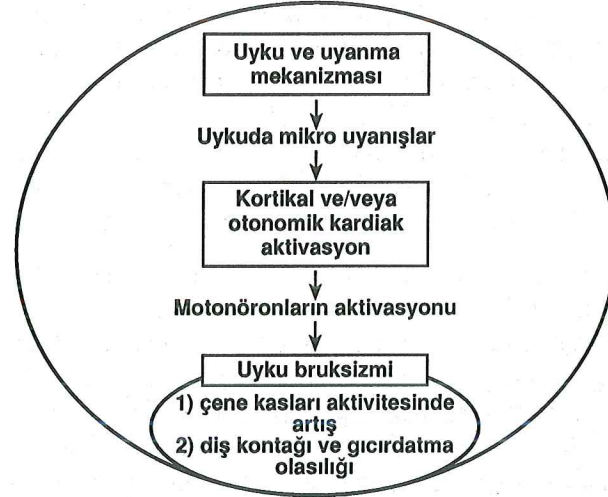 Uyku ve uyanma
mekanizması
Uykuda mikro uyanışlar
Kortikal ve/veya
otonomik kardiak
aktivasyon
Motonöronların aktivasyonu
Uyku bruksizmi
1) çene kasları aktivitesinde
artış
2) diş kontağı ve gıcırdatma
olasılığı